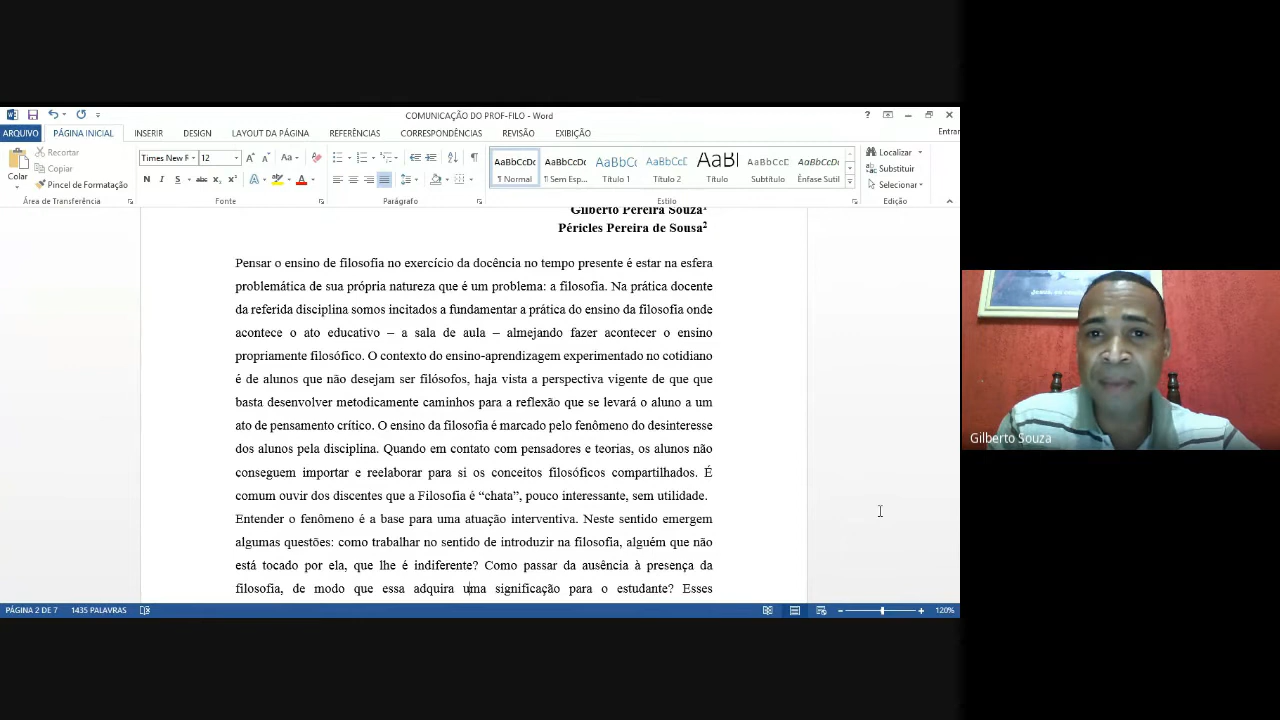 COMUNICAÇÃO DO PROF-FILO - Word
ARQUIVO PÁGINA INICIAL INSERIR DESIGN LAYOUT DA PÁGINA REFERÊNCIAS CORRESPONDÊNCIAS REVISÃO EXIBIÇÃO Entrar
Colar
Recortar
Copiar
Pincel de Formatação
Área de Transferência
Times New F 12
Fonte
Parágrafo
AaBbCcDc AaBbCcDc AaBbCc AaBbCcD AaBl AaBbCcD AaBbCcDc
¶ Normal ¶ Sem Esp... Título 1 Título 2 Título Subtítulo Ênfase Sutil
Estilo
Localizar
Substituir
Selecionar
Edição
Gilberto Pereira Souza¹
Péricles Pereira de Sousa²
Pensar o ensino de filosofia no exercício da docência no tempo presente é estar na esfera
problemática de sua própria natureza que é um problema: a filosofia. Na prática docente
da referida disciplina somos incitados a fundamentar a prática do ensino da filosofia onde
acontece o ato educativo – a sala de aula – almejando fazer acontecer o ensino
propriamente filosófico. O contexto do ensino-aprendizagem experimentado no cotidiano
é de alunos que não desejam ser filósofos, haja vista a perspectiva vigente de que que
basta desenvolver metodicamente caminhos para a reflexão que se levará o aluno a um
ato de pensamento crítico. O ensino da filosofia é marcado pelo fenômeno do desinteresse
dos alunos pela disciplina. Quando em contato com pensadores e teorias, os alunos não
conseguem importar e reelaborar para si os conceitos filosóficos compartilhados. É
comum ouvir dos discentes que a Filosofia é “chata”, pouco interessante, sem utilidade.
Entender o fenômeno é a base para uma atuação interventiva. Neste sentido emergem
algumas questões: como trabalhar no sentido de introduzir na filosofia, alguém que não
está tocado por ela, que lhe é indiferente? Como passar da ausência à presença da
filosofia, de modo que essa adquira uma significação para o estudante? Esses
PÁGINA 2 DE 7 1435 PALAVRAS 120%
Gilberto Souza